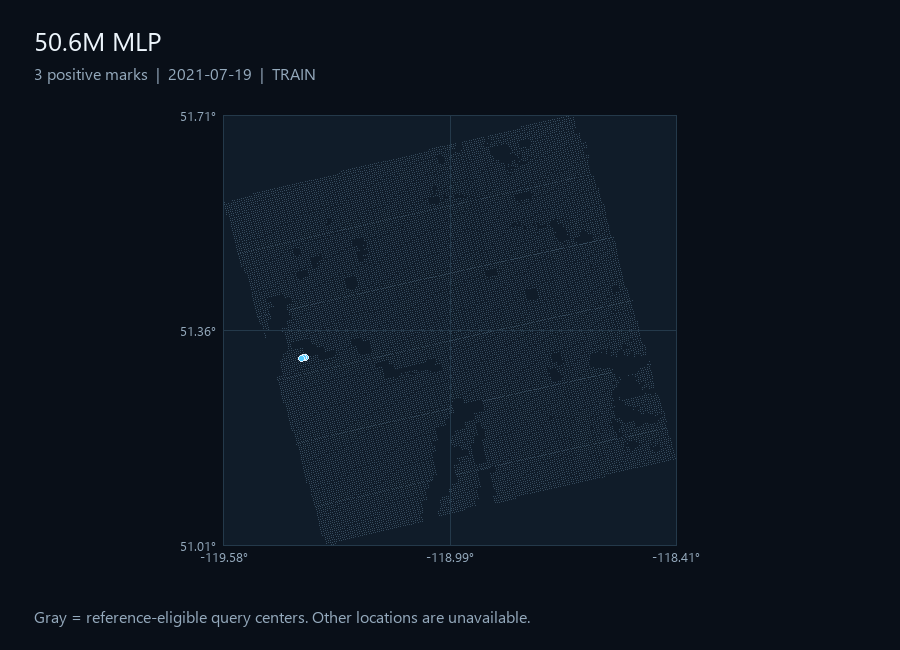 50.6M MLP
3 positive marks | 2021-07-19 | TRAIN
51.71°
51.36°
51.01°
-119.58°
-118.99°
-118.41°
Gray = reference-eligible query centers. Other locations are unavailable.